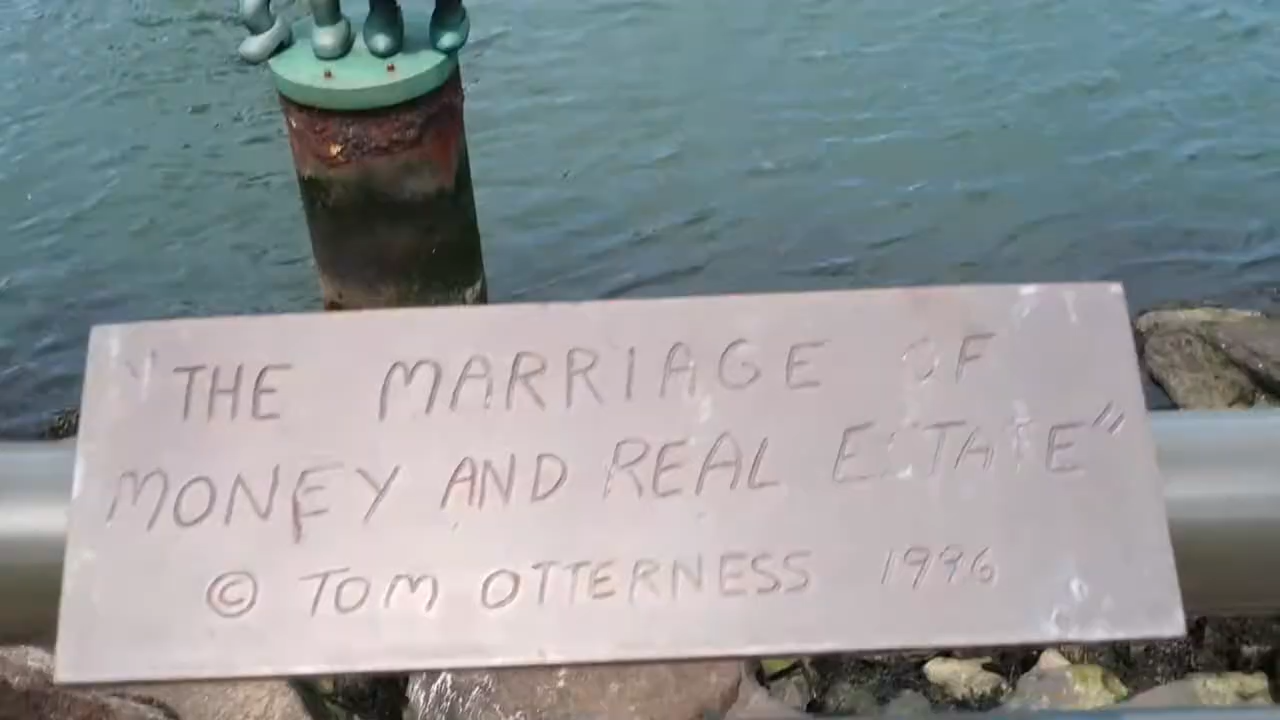 "THE MARRIAGE OF
MONEY AND REAL ESTATE"
© TOM OTTERNESS 1996